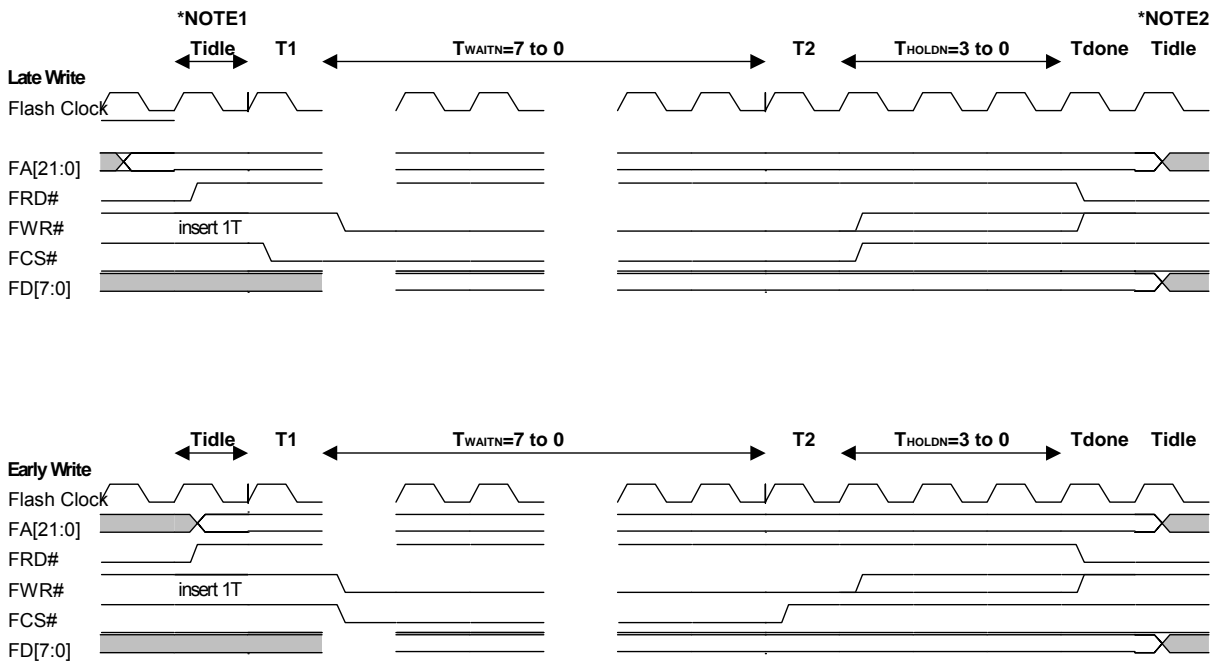 *NOTE1 *NOTE2
Tidle T1 TWAITN=7 to 0 T2 THOLDN=3 to 0 Tdone Tidle
Late Write
Flash Clock
FA[21:0]
FRD#
FWR# insert 1T
FCS#
FD[7:0]
Tidle T1 TWAITN=7 to 0 T2 THOLDN=3 to 0 Tdone Tidle
Early Write
Flash Clock
FA[21:0]
FRD#
FWR# insert 1T
FCS#
FD[7:0]